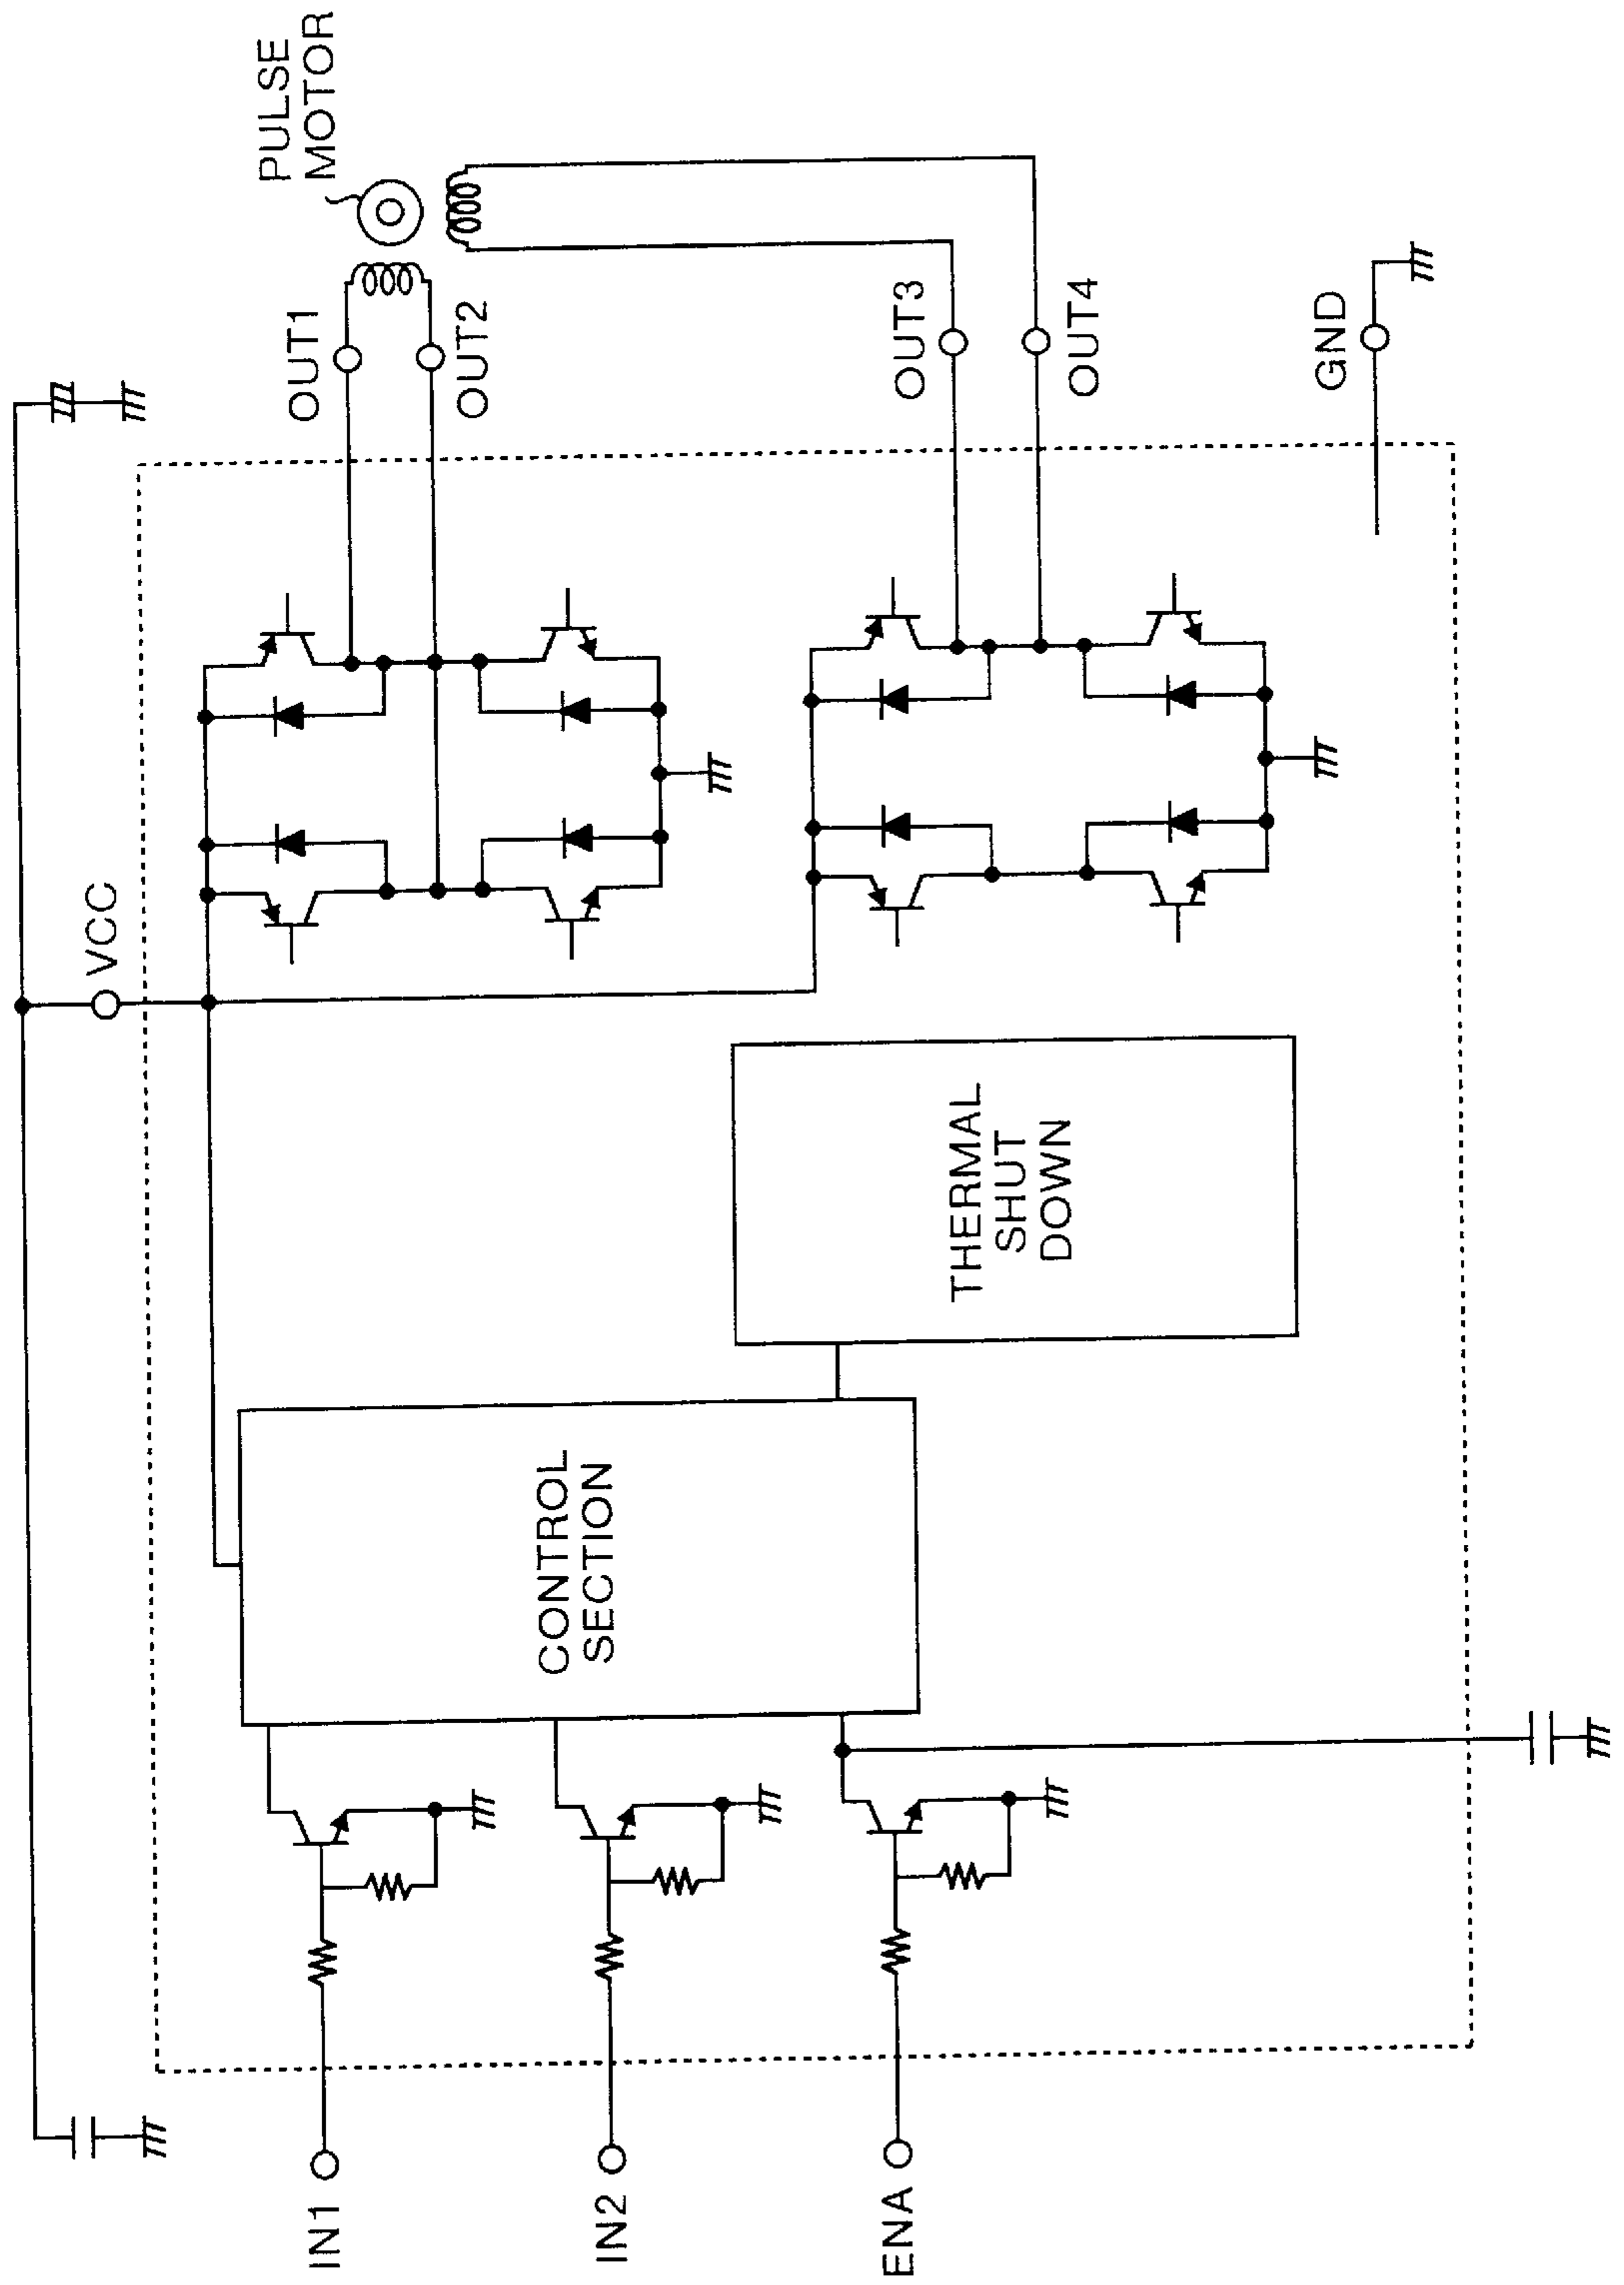 PULSE
MOTOR
OUT1
OUT2
OUT3
OUT4
GND
VCC
THERMAL
SHUT
DOWN
CONTROL
SECTION
IN1
IN2
ENA